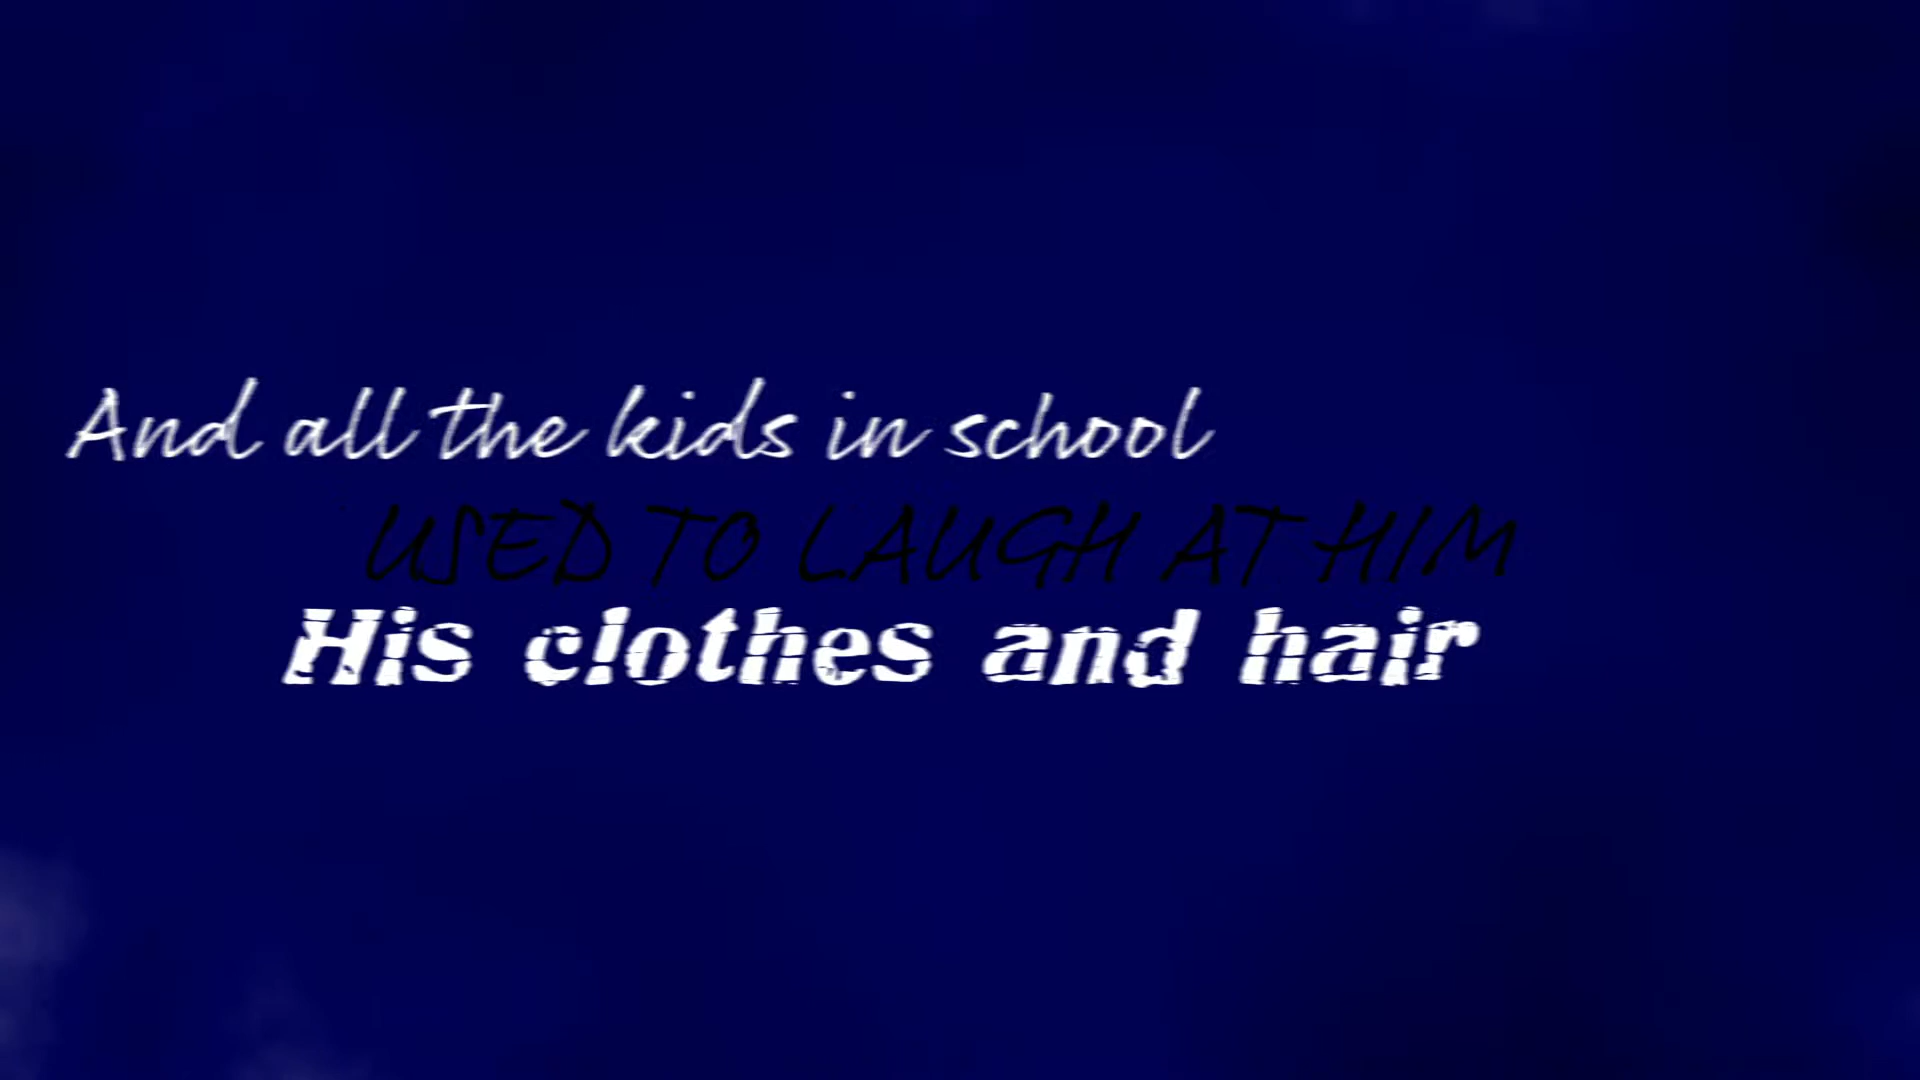 And all the kids in school
USED TO LAUGH AT HIM
His clothes and hair